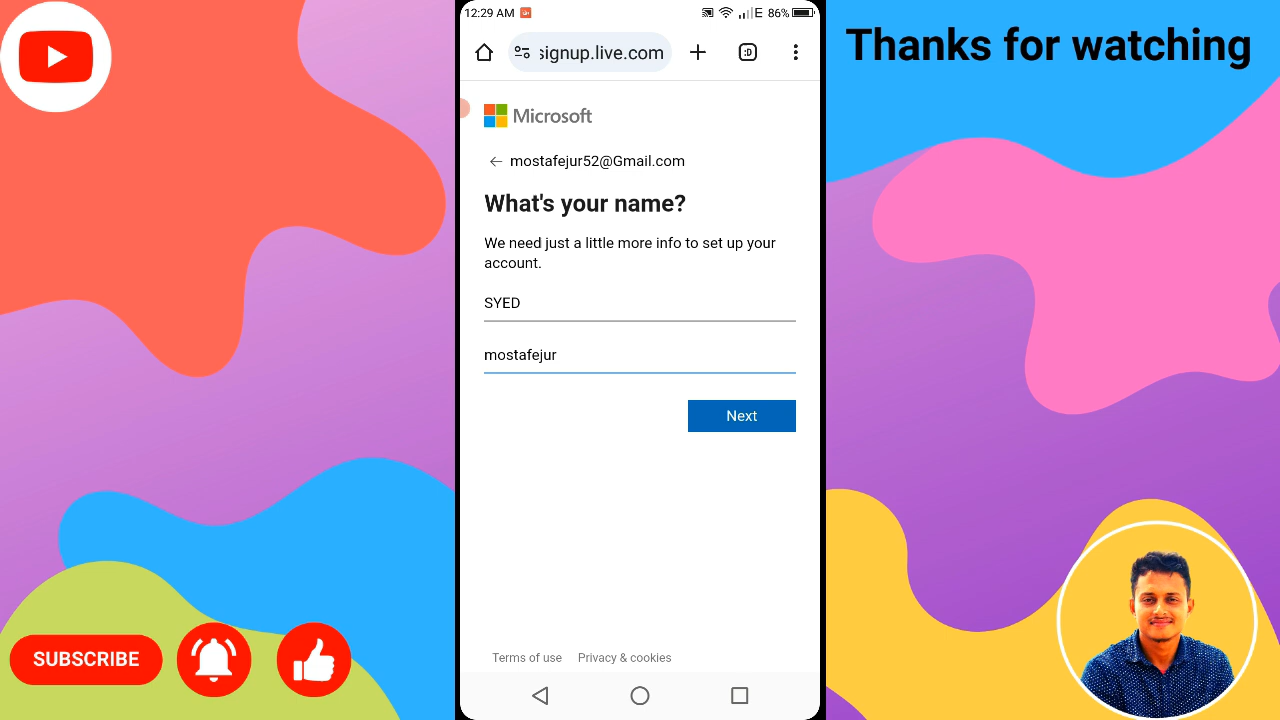 Thanks for watching
12:29 AM
E 86%
signup.live.com
:D
Microsoft
mostafejur52@Gmail.com
What's your name?
We need just a little more info to set up your
account.
SYED
mostafejur
Next
SUBSCRIBE
Terms of use Privacy & cookies